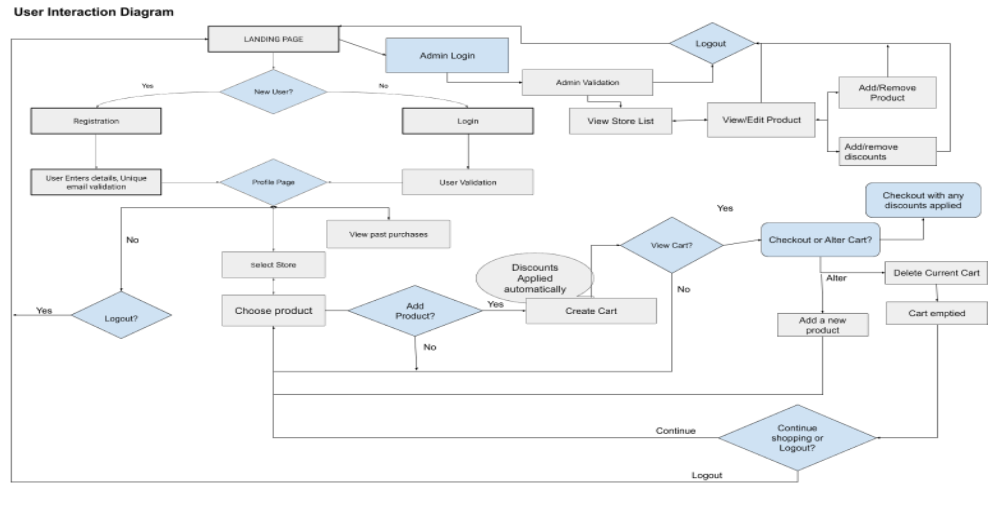 User Interaction Diagram
LANDING PAGE
Admin Login
Logout
Admin Validation
New User?
Yes
No
View Store List
View/Edit Product
Add/Remove
Product
Add/remove
discounts
Registration
Login
User Enters details, Unique
email validation
Profile Page
User Validation
Checkout with any
discounts applied
Yes
View past purchases
No
View Cart?
Checkout or Alter Cart?
Select Store
Discounts
Applied
automatically
Delete Current Cart
Alter
No
Yes
Logout?
Choose product
Add
Product?
Yes
Create Cart
Cart emptied
Add a new
product
No
Continue
Continue
shopping or
Logout?
Logout